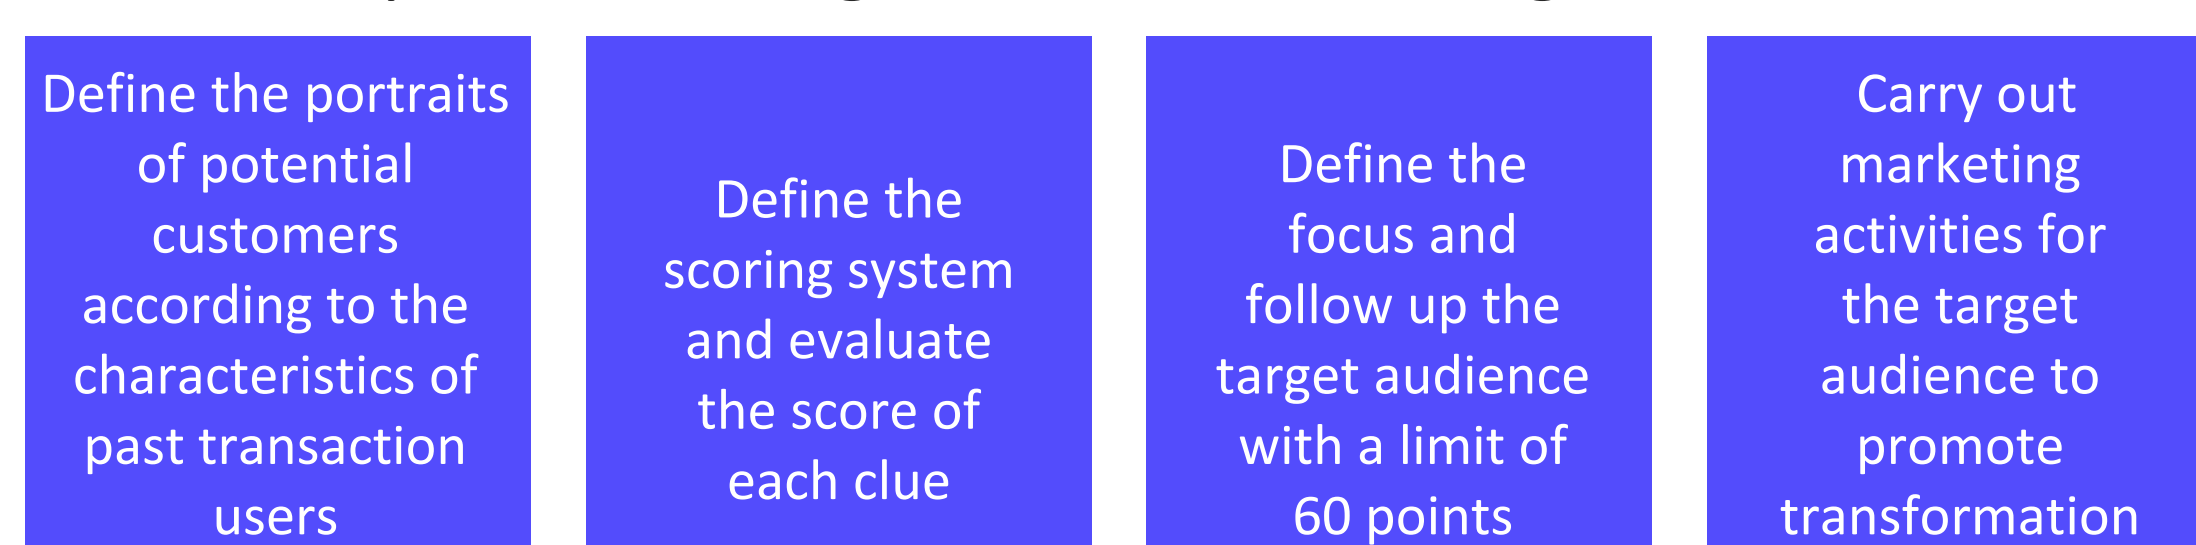 Define the portraits
of potential
customers
according to the
characteristics of
past transaction
users
Define the
scoring system
and evaluate
the score of
each clue
Define the
focus and
follow up the
target audience
with a limit of
60 points
Carry out
marketing
activities for
the target
audience to
promote
transformation